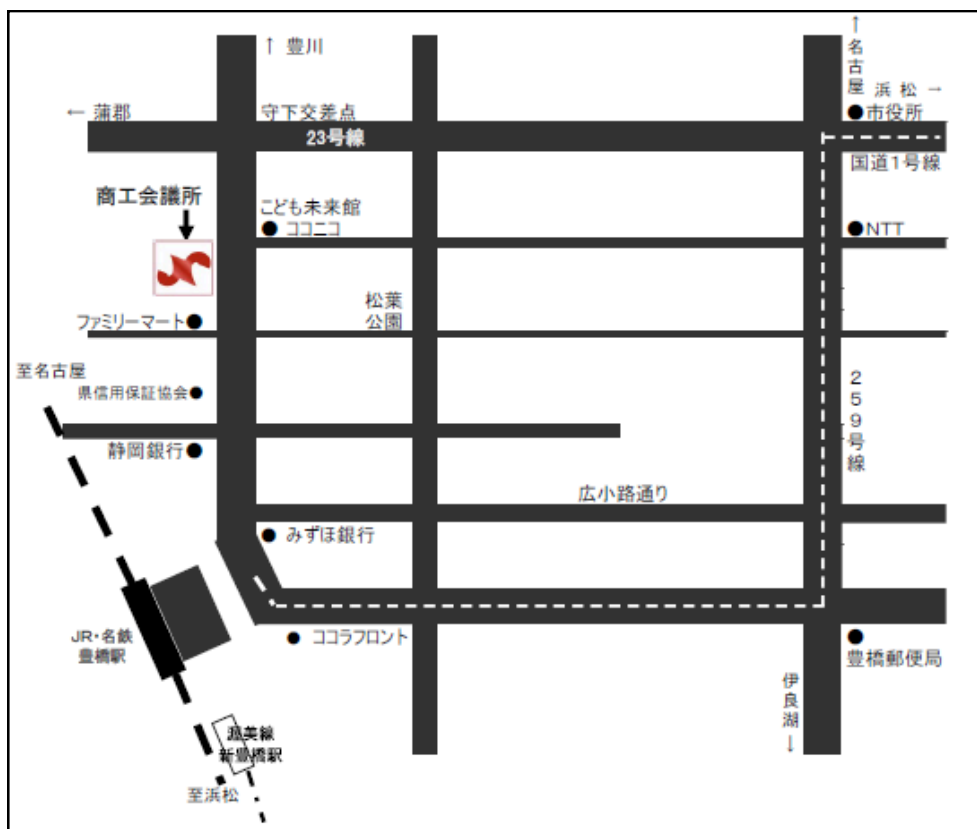 ↑ 豊川
↑
名古屋
浜 松 →
← 蒲郡
守下交差点
●市役所
23号線
国道1号線
商工会議所
↓
こども未来館
● ココニコ
●NTT
松葉
公園
ファミリーマート●
至名古屋
県信用保証協会●
259号線
静岡銀行●
広小路通り
● みずほ銀行
JR・名鉄
豊橋駅
● ココラフロント
●
豊橋郵便局
伊良湖
↓
渥美線
新豊橋駅
至浜松